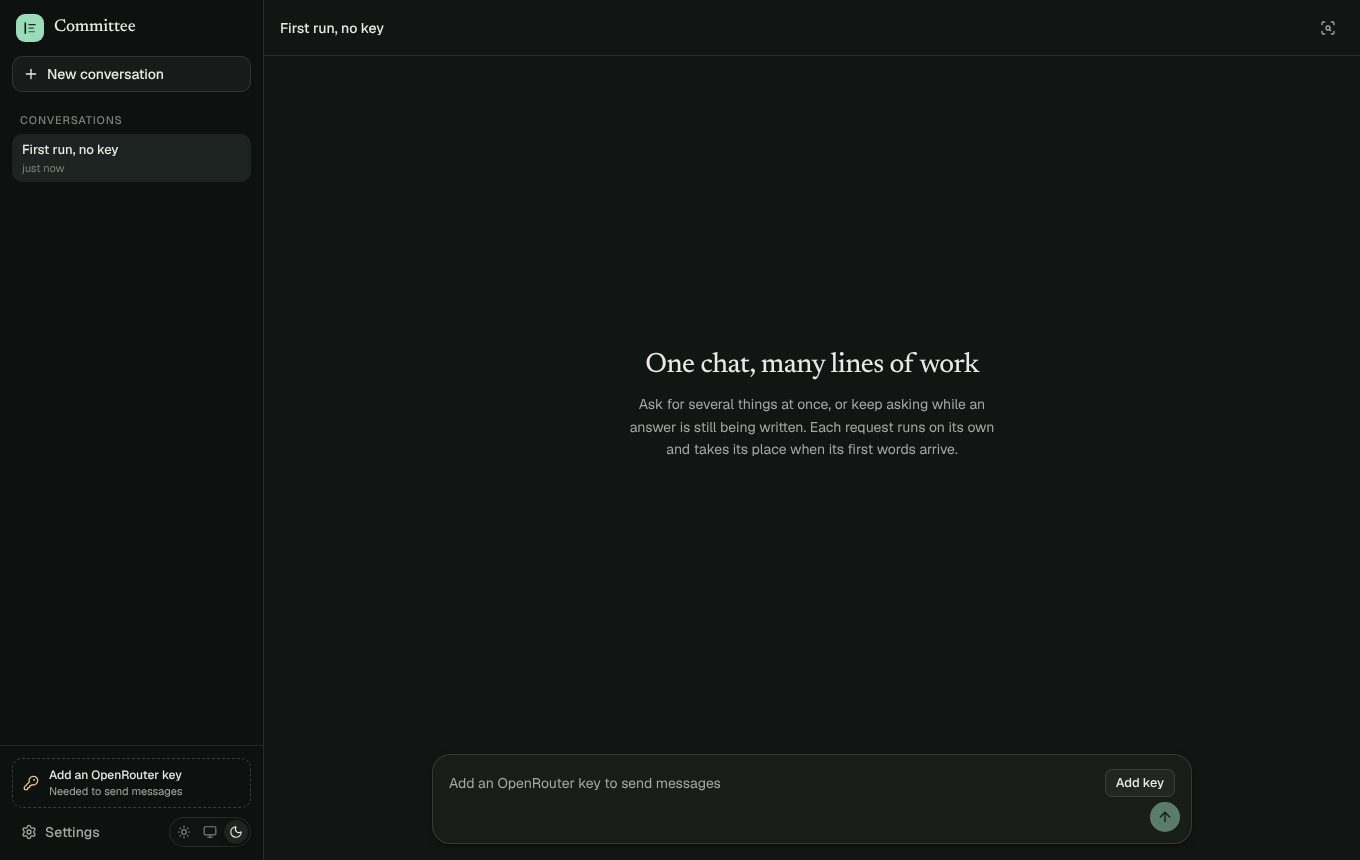 Committee
New conversation
CONVERSATIONS
First run, no key
just now
Add an OpenRouter key
Needed to send messages
Settings
First run, no key
One chat, many lines of work
Ask for several things at once, or keep asking while an
answer is still being written. Each request runs on its own
and takes its place when its first words arrive.
Add an OpenRouter key to send messages
Add key